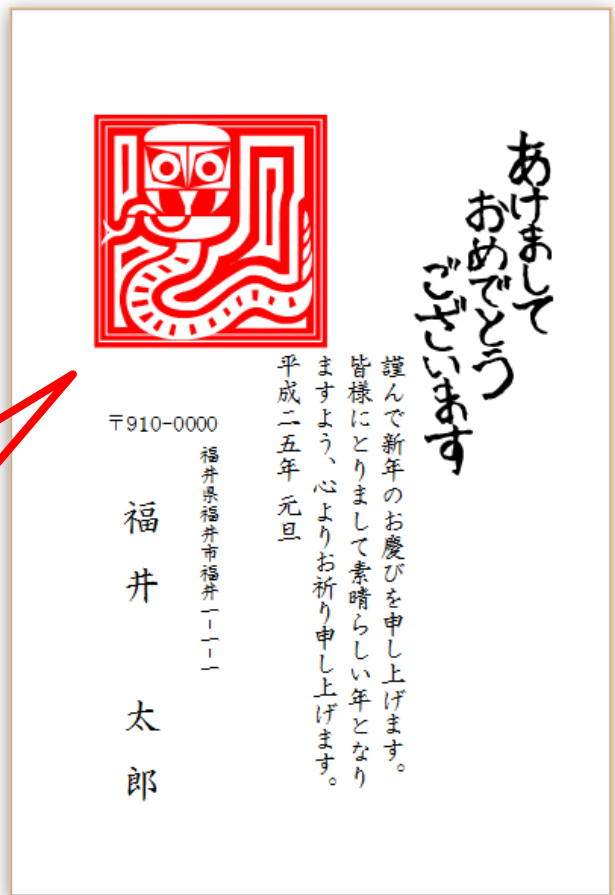 あけまして
おめでとう
ございます
謹んで新年のお慶びを申し上げます。
皆様にとりまして素晴らしい年となり
ますよう、心よりお祈り申し上げます。
平成二五年 元旦
〒910-0000
福井県福井市福井一-一-一
福井 太郎